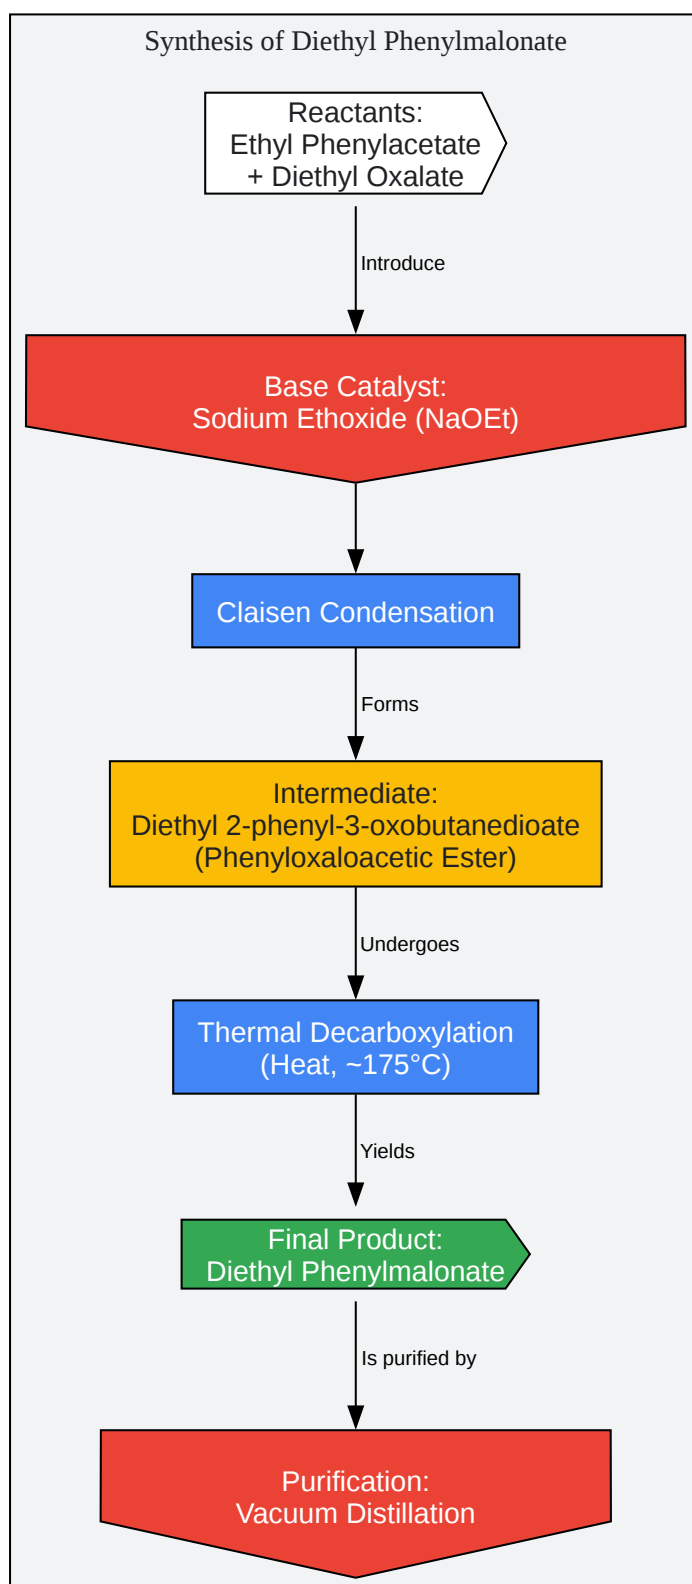 Synthesis of Diethyl Phenylmalonate
Reactants:
Ethyl Phenylacetate
+ Diethyl Oxalate
Introduce
Base Catalyst:
Sodium Ethoxide (NaOEt)
Claisen Condensation
Forms
Intermediate:
Diethyl 2-phenyl-3-oxobutanedioate
(Phenyloxaloacetic Ester)
Undergoes
Thermal Decarboxylation
(Heat, ~175°C)
Yields
Final Product:
Diethyl Phenylmalonate
Is purified by
Purification:
Vacuum Distillation